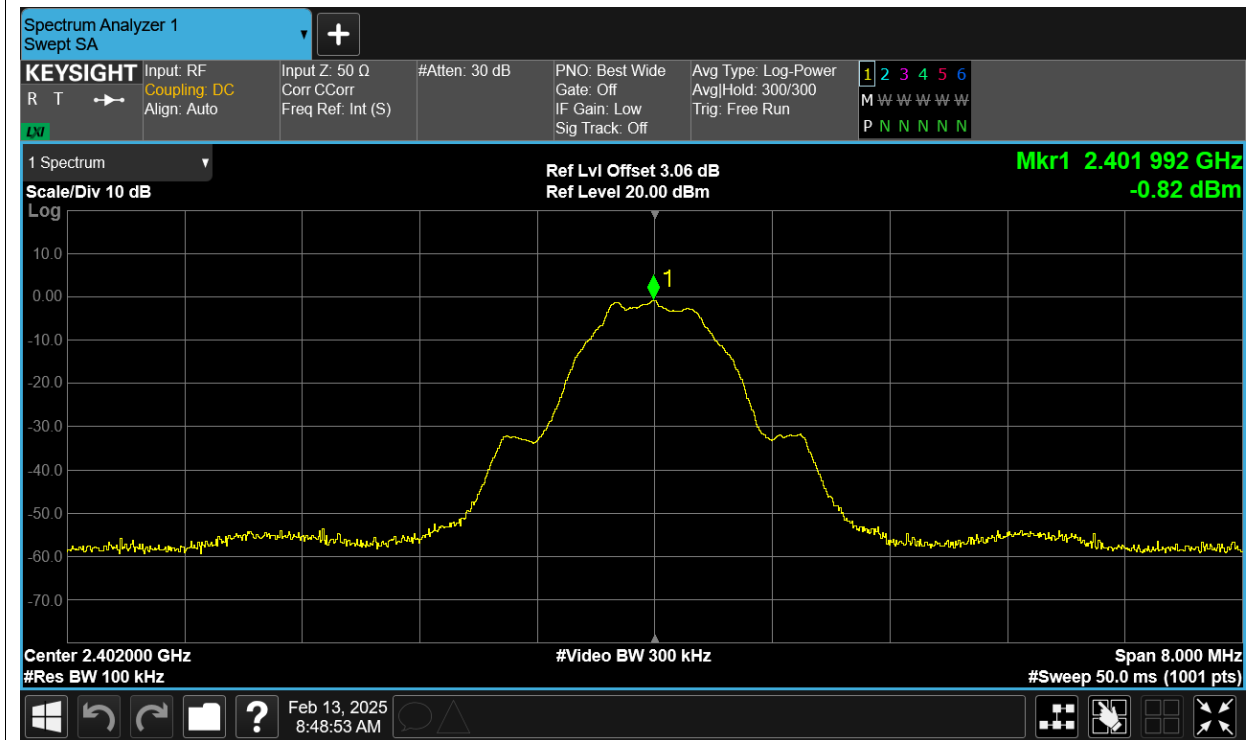 Spectrum Analyzer 1
Swept SA
KEYSIGHT
R T
LXI
Input: RF
Coupling: DC
Align: Auto
Input Z: 50 Ω
Corr CCorr
Freq Ref: Int (S)
#Atten: 30 dB
PNO: Best Wide
Gate: Off
IF Gain: Low
Sig Track: Off
Avg Type: Log-Power
Avg|Hold: 300/300
Trig: Free Run
1 2 3 4 5 6
M W W W W W
P N N N N N
1 Spectrum
Scale/Div 10 dB
Log
Ref Lvl Offset 3.06 dB
Ref Level 20.00 dBm
Mkr1 2.401 992 GHz
-0.82 dBm
1
10.0
0.00
-10.0
-20.0
-30.0
-40.0
-50.0
-60.0
-70.0
Center 2.402000 GHz
#Res BW 100 kHz
#Video BW 300 kHz
Span 8.000 MHz
#Sweep 50.0 ms (1001 pts)
?
Feb 13, 2025
8:48:53 AM